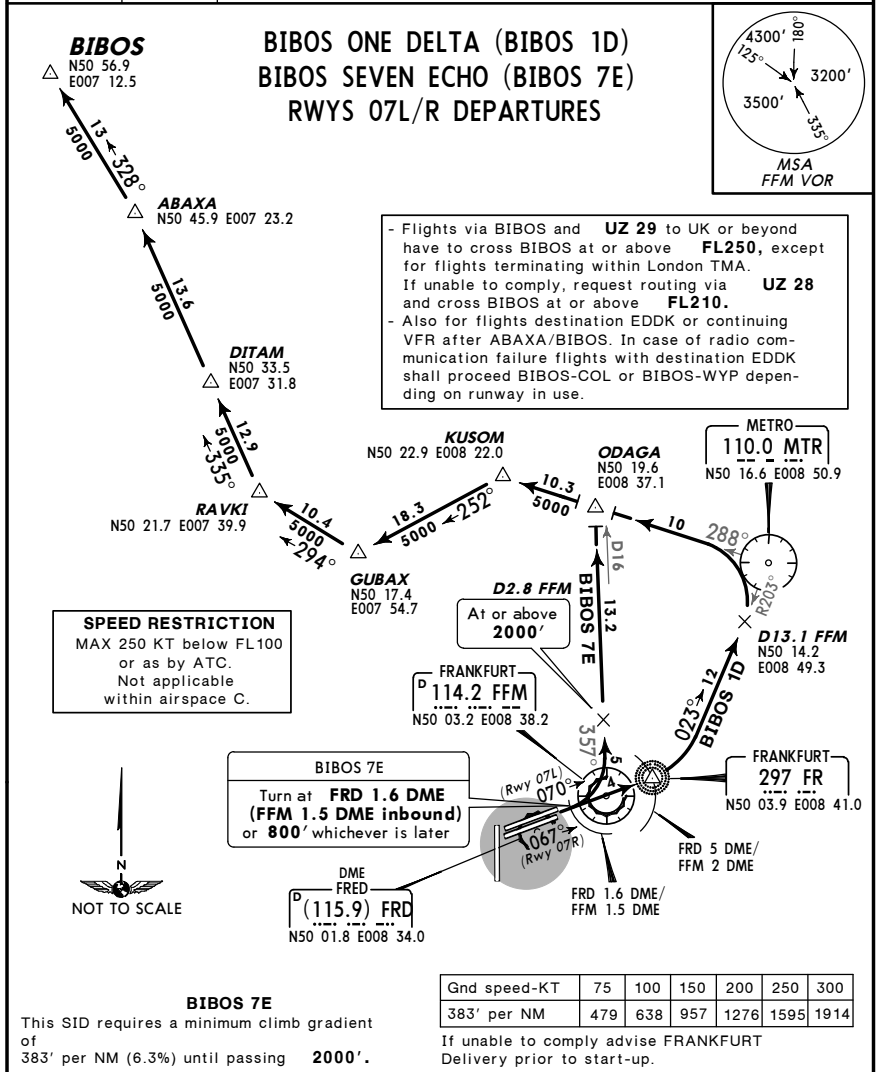 BIBOS ONE DELTA (BIBOS 1D)
BIBOS SEVEN ECHO (BIBOS 7E)
RWYS 07L/R DEPARTURES
4300'
180°
125°
3200'
3500'
335°
MSA
FFM VOR
BIBOS
N50 56.9
E007 12.5
13
328°
5000
ABAXA
N50 45.9 E007 23.2
13.6
5000
- Flights via BIBOS and UZ 29 to UK or beyond
have to cross BIBOS at or above FL250, except
for flights terminating within London TMA.
If unable to comply, request routing via UZ 28
and cross BIBOS at or above FL210.
- Also for flights destination EDDK or continuing
VFR after ABAXA/BIBOS. In case of radio com-
munication failure flights with destination EDDK
shall proceed BIBOS-COL or BIBOS-WYP depen-
ding on runway in use.
DITAM
N50 33.5
E007 31.8
12.9
5000
335°
RAVKI
N50 21.7 E007 39.9
10.4
5000
294°
GUBAX
N50 17.4
E007 54.7
18.3
5000
252°
KUSOM
N50 22.9 E008 22.0
10.3
5000
ODAGA
N50 19.6
E008 37.1
10
288°
METRO
110.0 MTR
N50 16.6 E008 50.9
R203°
D16
BIBOS 7E
13.2
D2.8 FFM
At or above
2000'
D13.1 FFM
N50 14.2
E008 49.3
12
023°
BIBOS 1D
SPEED RESTRICTION
MAX 250 KT below FL100
or as by ATC.
Not applicable
within airspace C.
FRANKFURT
D 114.2 FFM
N50 03.2 E008 38.2
357°
5
4
FRANKFURT
297 FR
N50 03.9 E008 41.0
BIBOS 7E
Turn at FRD 1.6 DME
(FFM 1.5 DME inbound)
or 800' whichever is later
(Rwy 07L)
070°
067°
(Rwy 07R)
FRD 5 DME/
FFM 2 DME
FRD 1.6 DME/
FFM 1.5 DME
DME
FRED
D (115.9) FRD
N50 01.8 E008 34.0
N
NOT TO SCALE
BIBOS 7E
This SID requires a minimum climb gradient
of
383' per NM (6.3%) until passing 2000'.
Gnd speed-KT 75 100 150 200 250 300
383' per NM 479 638 957 1276 1595 1914
If unable to comply advise FRANKFURT
Delivery prior to start-up.